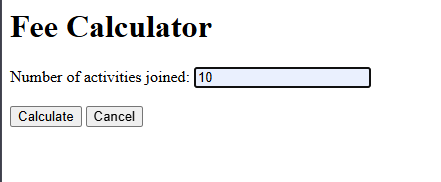 Fee Calculator
Number of activities joined: 10
Calculate Cancel